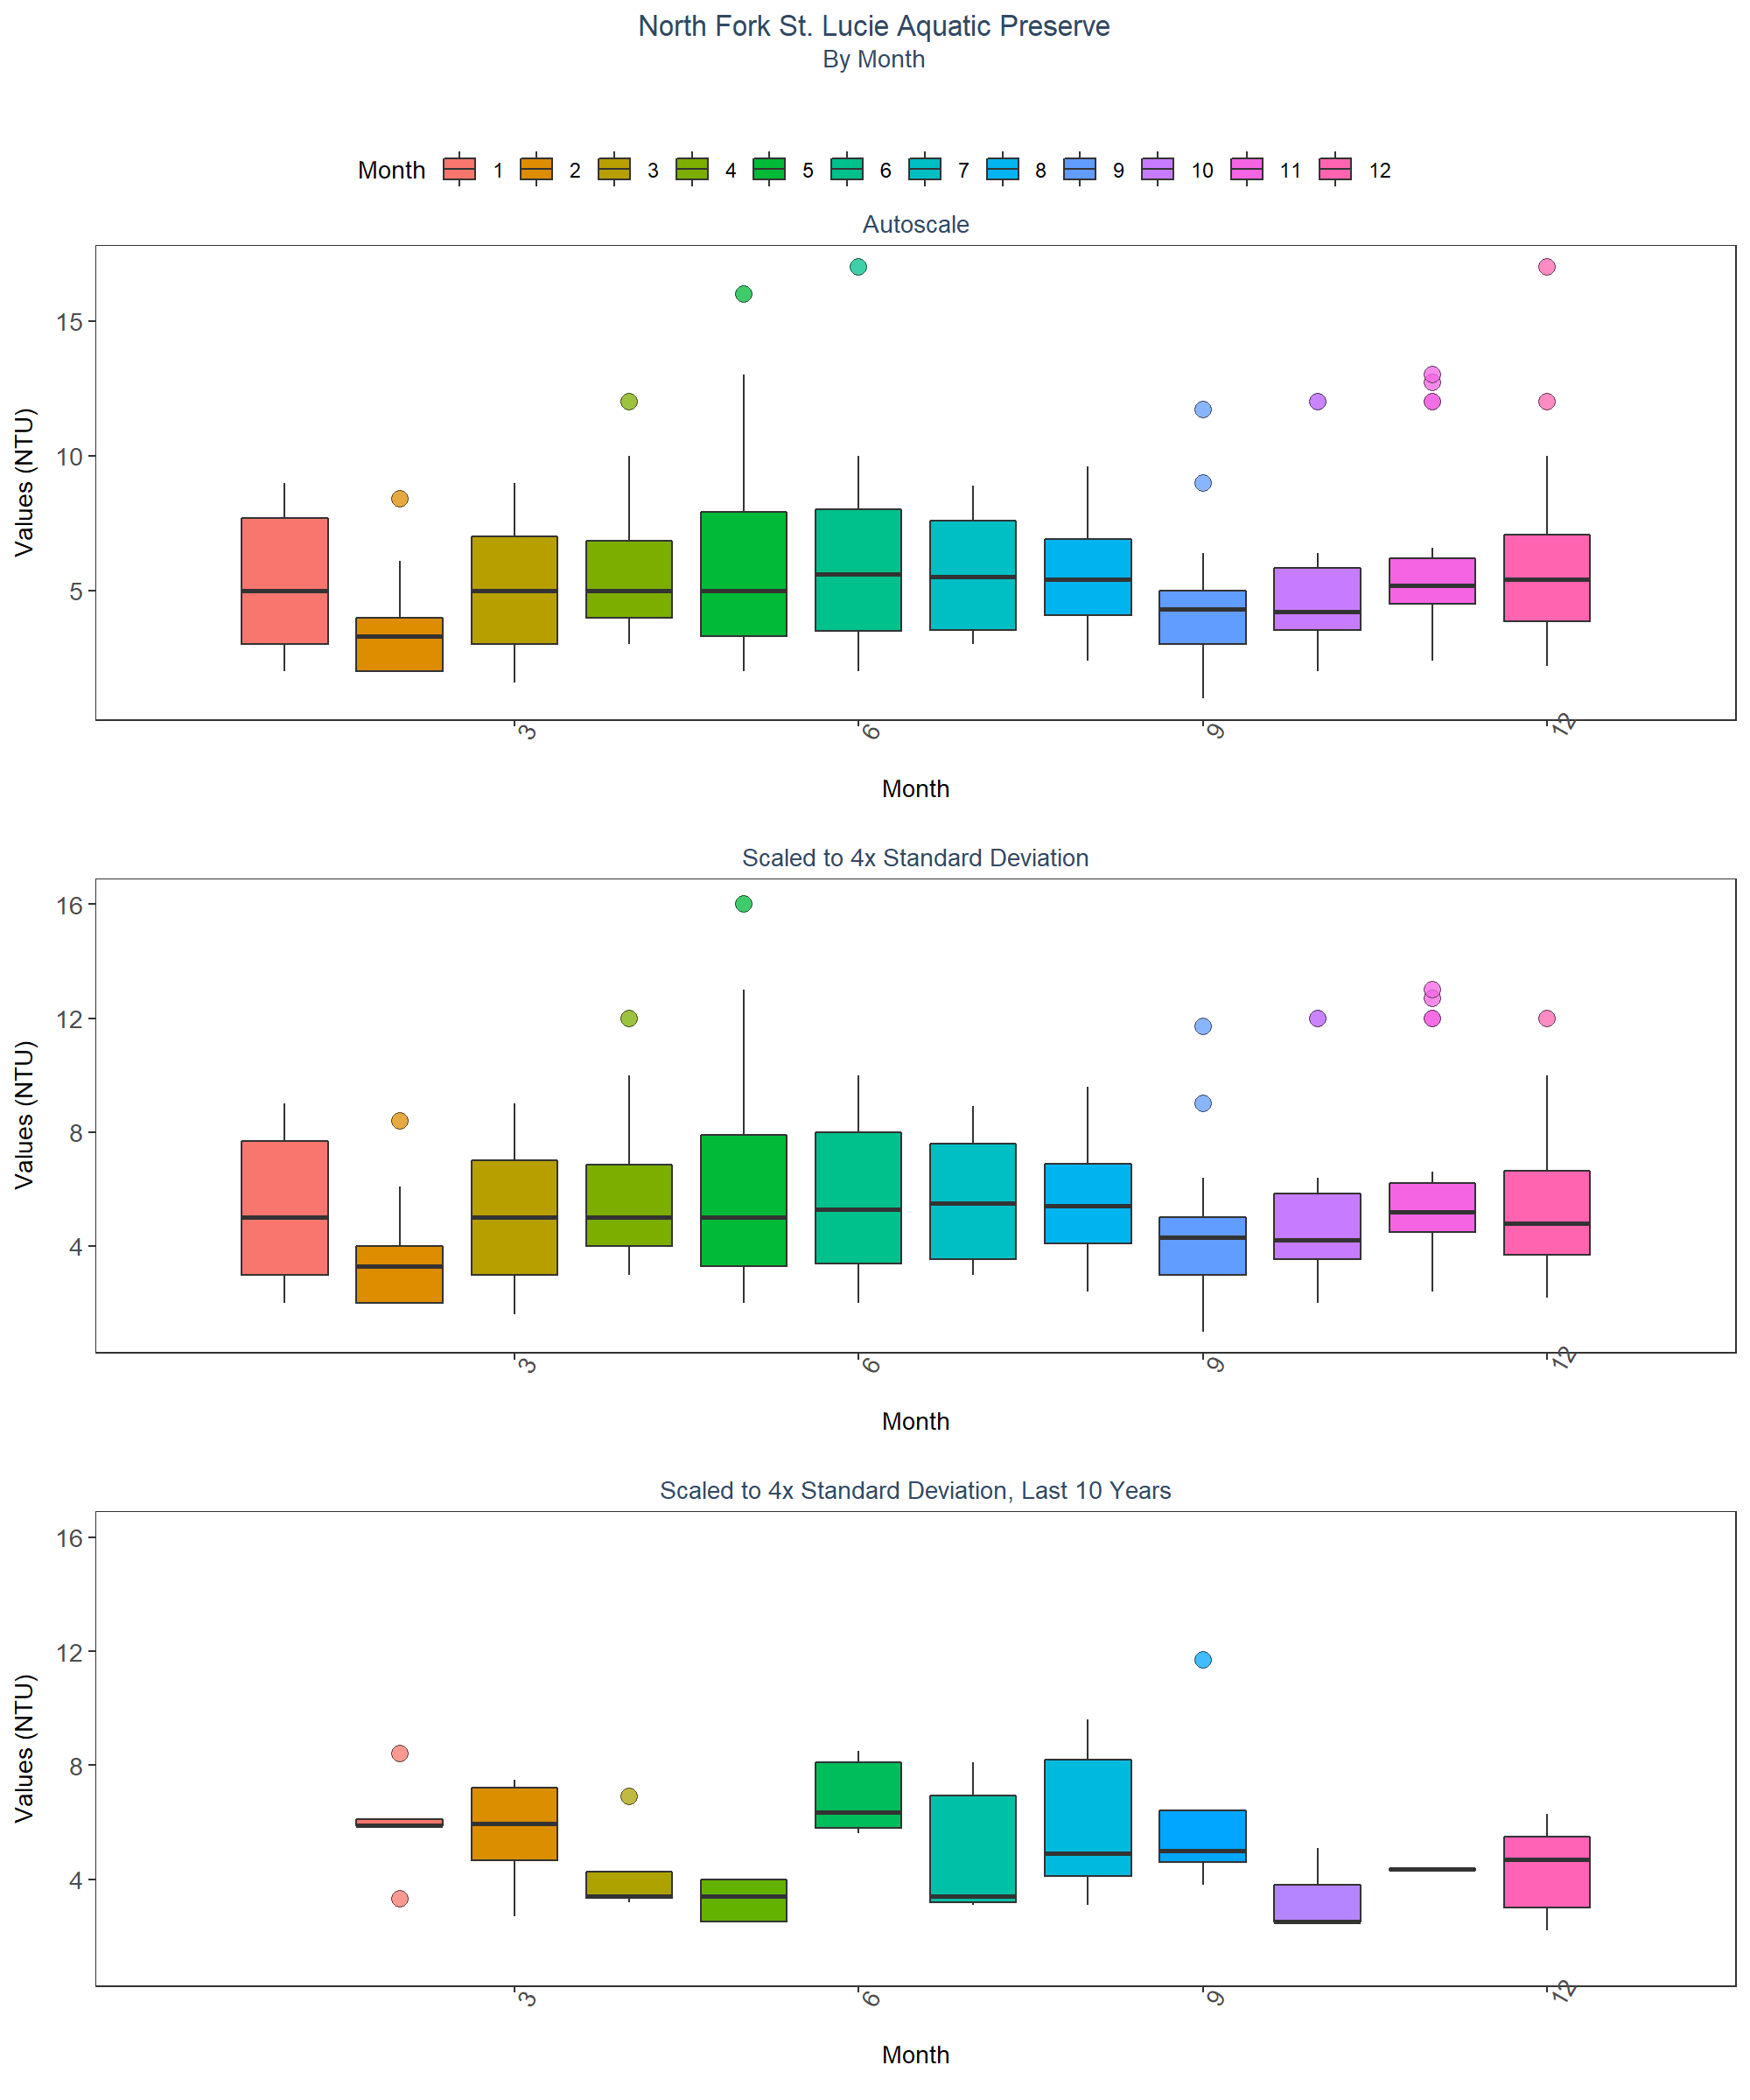 North Fork St. Lucie Aquatic Preserve
By Month
Month 1 2 3 4 5 6 7 8 9 10 11 12
Autoscale
Values (NTU)
15
10
5
3 6 9 12
Month
Scaled to 4x Standard Deviation
Values (NTU)
16
12
8
4
3 6 9 12
Month
Scaled to 4x Standard Deviation, Last 10 Years
Values (NTU)
16
12
8
4
3 6 9 12
Month